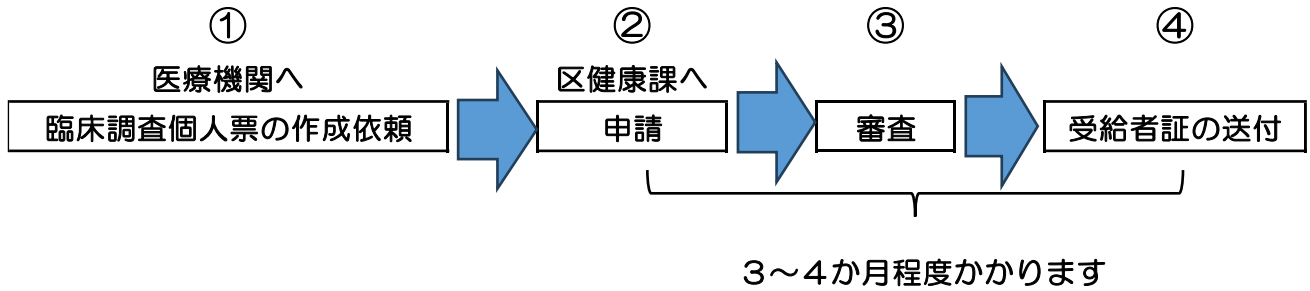 ①
医療機関へ
臨床調査個人票の作成依頼
②
区健康課へ
申請
③
審査
④
受給者証の送付
３～４か月程度かかります